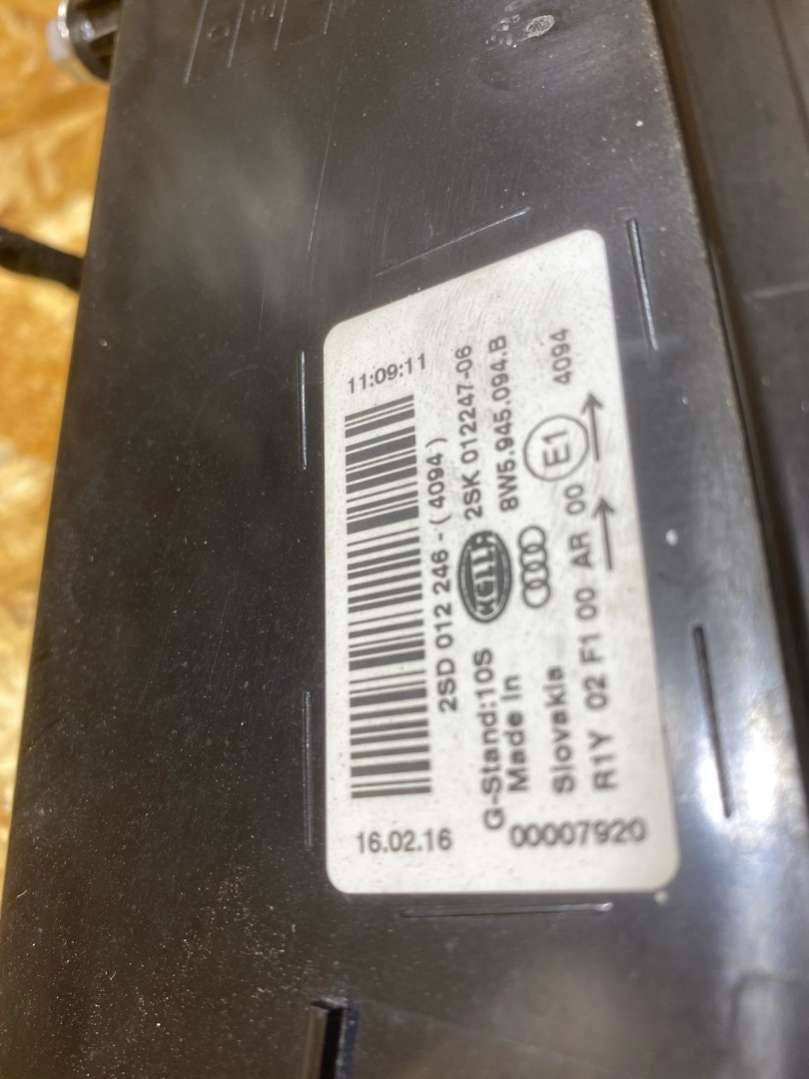 11:09:11
16.02.16
2SD 012 246 - ( 4094 )
G-Stand:10S
HELLA
2SK 012247-06
Made In
8W5.945.094.B
Slovakia
E1
4094
R1Y 02 F1 00 AR 00
00007920